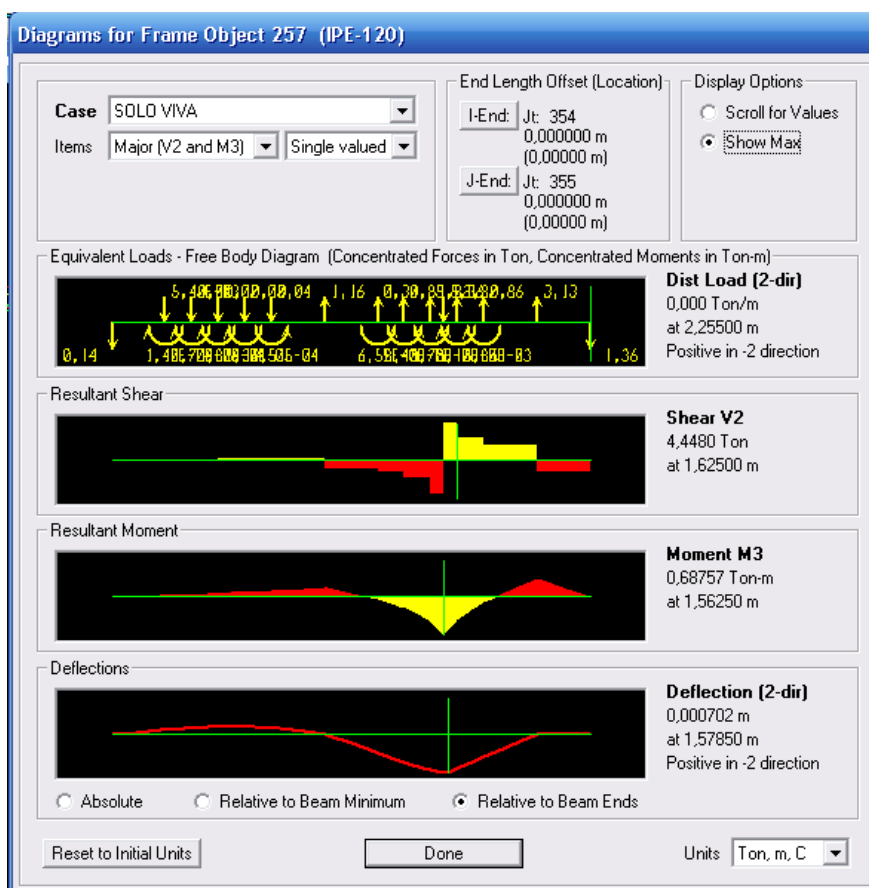 Diagrams for Frame Object 257 (IPE-120)
Case SOLO VIVA
Items Major (V2 and M3) Single valued
End Length Offset (Location)
I-End: Jt: 354
0,000000 m
(0,00000 m)
J-End: Jt: 355
0,000000 m
(0,00000 m)
Display Options
Scroll for Values
Show Max
Equivalent Loads - Free Body Diagram (Concentrated Forces in Ton, Concentrated Moments in Ton-m)
1,16
0,86
3,13
0,14
1,36
Dist Load (2-dir)
0,000 Ton/m
at 2,25500 m
Positive in -2 direction
Resultant Shear
Shear V2
4,4480 Ton
at 1,62500 m
Resultant Moment
Moment M3
0,68757 Ton-m
at 1,56250 m
Deflections
Deflection (2-dir)
0,000702 m
at 1,57850 m
Positive in -2 direction
Absolute Relative to Beam Minimum Relative to Beam Ends
Reset to Initial Units Done Units Ton, m, C